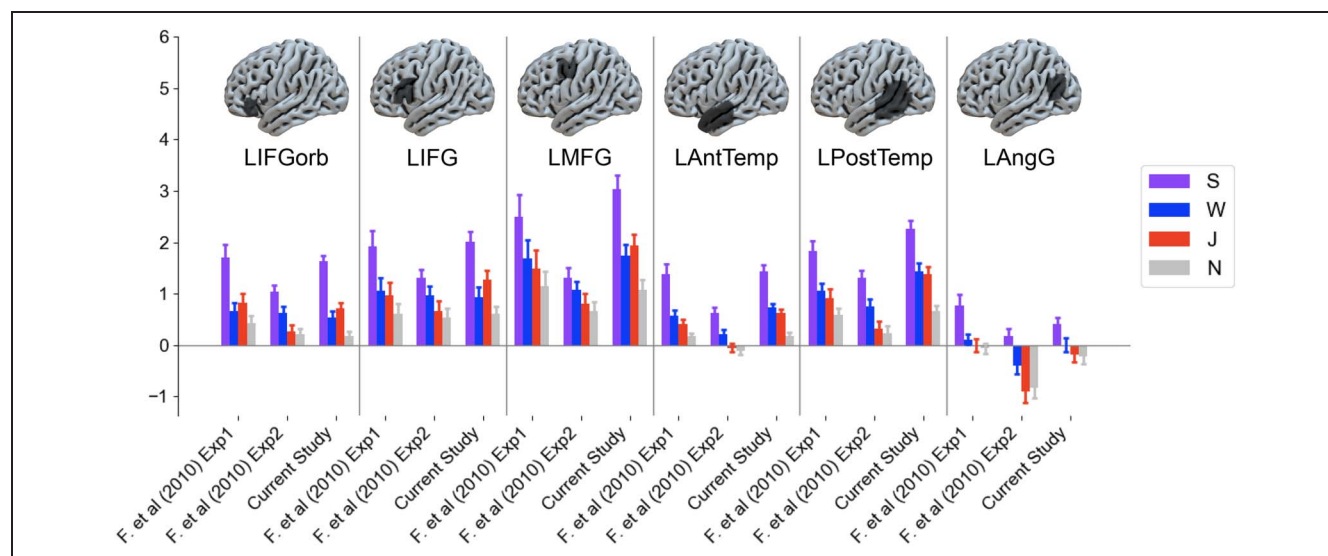 6
5
4
3
2
1
0
−1
LIFGorb
LIFG
LMFG
LAntTemp
LPostTemp
LAngG
S
W
J
N
F. et al (2010) Exp1
F. et al (2010) Exp2
Current Study
F. et al (2010) Exp1
F. et al (2010) Exp2
Current Study
F. et al (2010) Exp1
F. et al (2010) Exp2
Current Study
F. et al (2010) Exp1
F. et al (2010) Exp2
Current Study
F. et al (2010) Exp1
F. et al (2010) Exp2
Current Study
F. et al (2010) Exp1
F. et al (2010) Exp2
Current Study